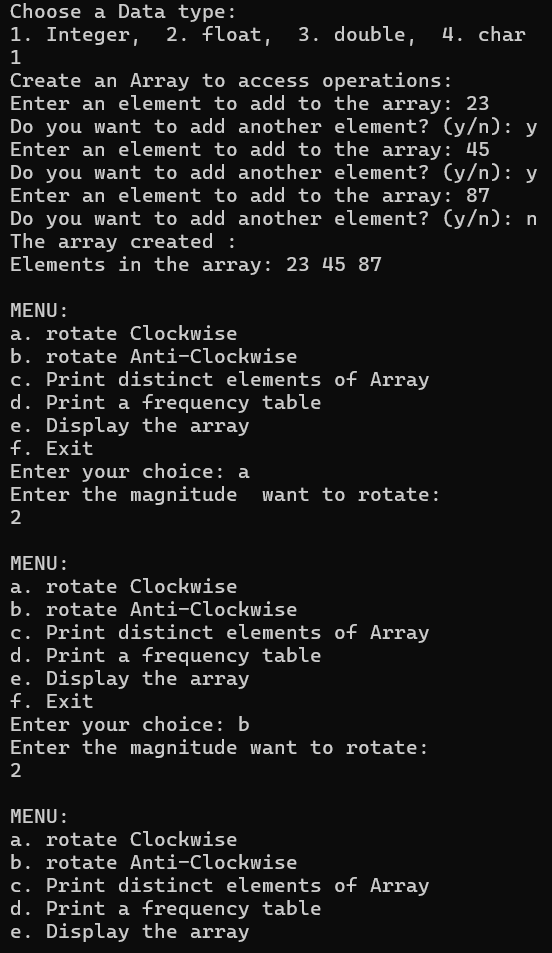 Choose a Data type:
1. Integer,  2. float,  3. double,  4. char
1
Create an Array to access operations:
Enter an element to add to the array: 23
Do you want to add another element? (y/n): y
Enter an element to add to the array: 45
Do you want to add another element? (y/n): y
Enter an element to add to the array: 87
Do you want to add another element? (y/n): n
The array created :
Elements in the array: 23 45 87

MENU:
a. rotate Clockwise
b. rotate Anti-Clockwise
c. Print distinct elements of Array
d. Print a frequency table
e. Display the array
f. Exit
Enter your choice: a
Enter the magnitude  want to rotate:
2

MENU:
a. rotate Clockwise
b. rotate Anti-Clockwise
c. Print distinct elements of Array
d. Print a frequency table
e. Display the array
f. Exit
Enter your choice: b
Enter the magnitude want to rotate:
2

MENU:
a. rotate Clockwise
b. rotate Anti-Clockwise
c. Print distinct elements of Array
d. Print a frequency table
e. Display the array